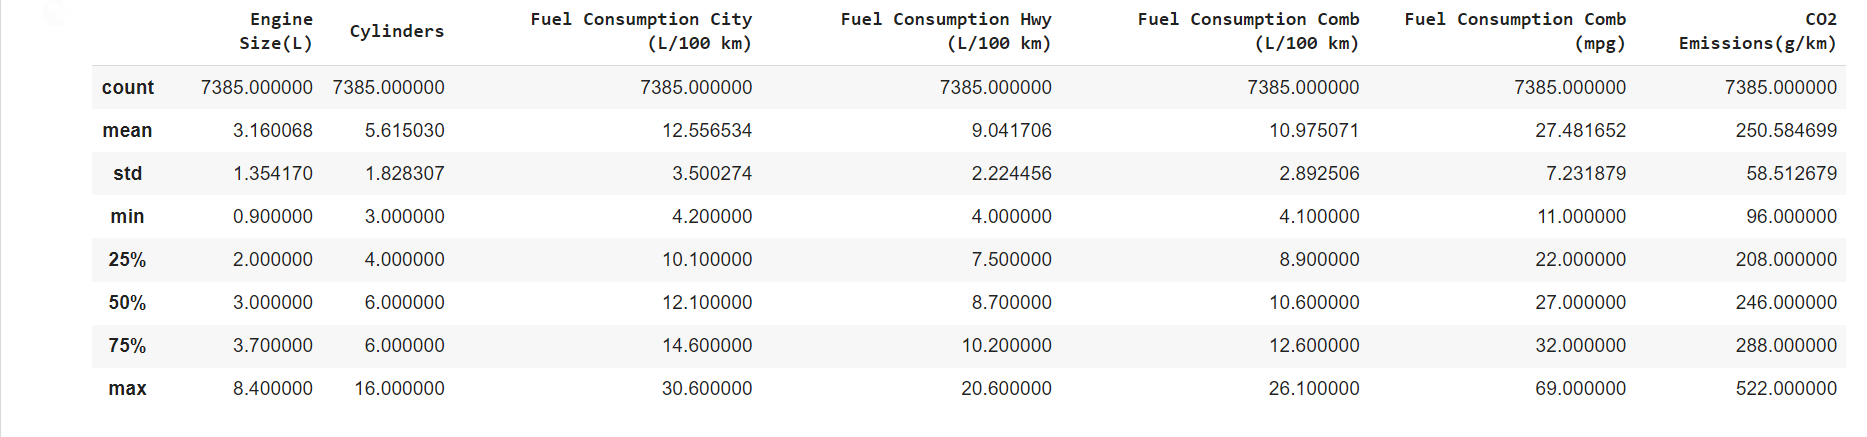 Engine Size(L) Cylinders Fuel Consumption City (L/100 km) Fuel Consumption Hwy (L/100 km) Fuel Consumption Comb (L/100 km) Fuel Consumption Comb (mpg) CO2 Emissions(g/km)
count 7385.000000 7385.000000 7385.000000 7385.000000 7385.000000 7385.000000 7385.000000
mean 3.160068 5.615030 12.556534 9.041706 10.975071 27.481652 250.584699
std 1.354170 1.828307 3.500274 2.224456 2.892506 7.231879 58.512679
min 0.900000 3.000000 4.200000 4.000000 4.100000 11.000000 96.000000
25% 2.000000 4.000000 10.100000 7.500000 8.900000 22.000000 208.000000
50% 3.000000 6.000000 12.100000 8.700000 10.600000 27.000000 246.000000
75% 3.700000 6.000000 14.600000 10.200000 12.600000 32.000000 288.000000
max 8.400000 16.000000 30.600000 20.600000 26.100000 69.000000 522.000000